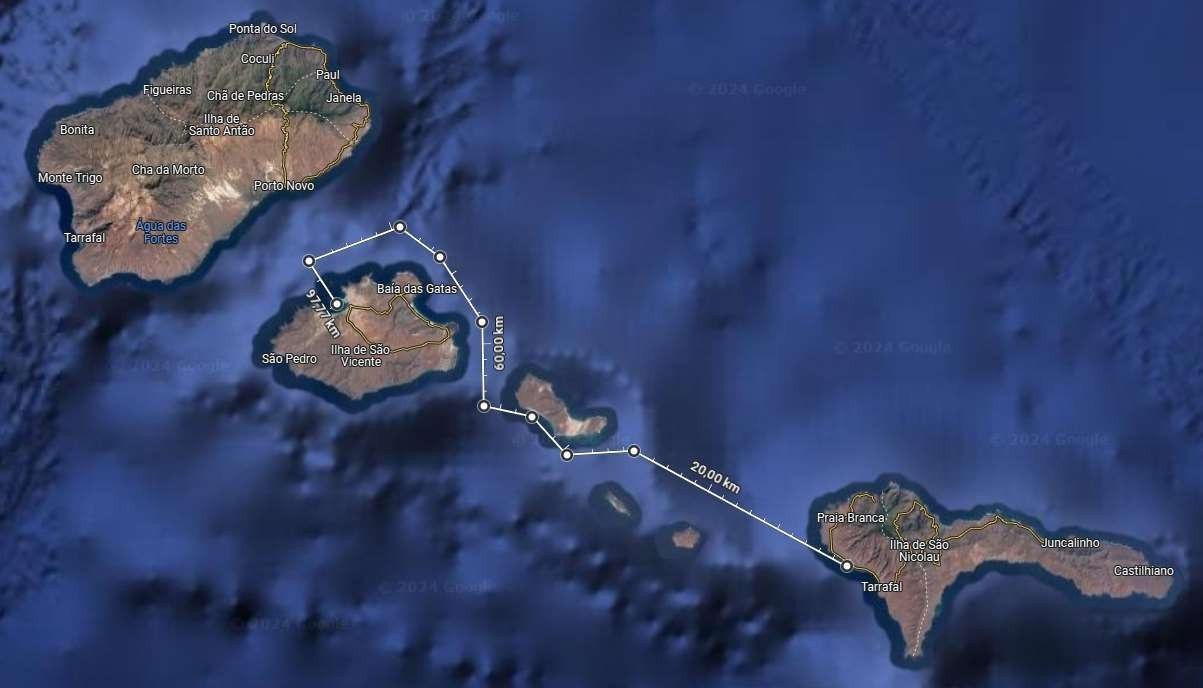 © 2024 Google
Ponta do Sol
Coculi
Paul
© 2024 Google
Figueiras
Chã de Pedras
Janela
Ilha de
Santo Antão
Bonita
Cha da Morto
Monte Trigo
Porto Novo
Água das
Fortes
Tarrafal
Baía das Gatas
97,77 km
60,00 km
© 2024 Google
São Pedro
Ilha de São
Vicente
© 2024 Google
© 2024 Google
20,00 km
Praia Branca
Ilha de São
Nicolau
Juncalinho
Castilhiano
Tarrafal
© 2024 Google
© 2024 Google